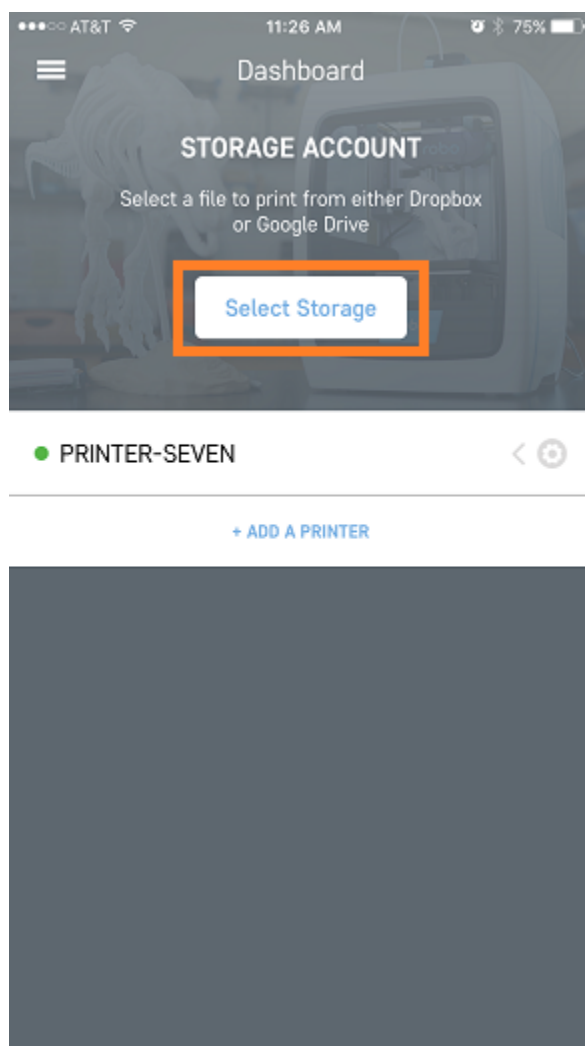 AT&T 11:26 AM 75%
Dashboard
STORAGE ACCOUNT
Select a file to print from either Dropbox
or Google Drive
Select Storage
PRINTER-SEVEN
+ ADD A PRINTER